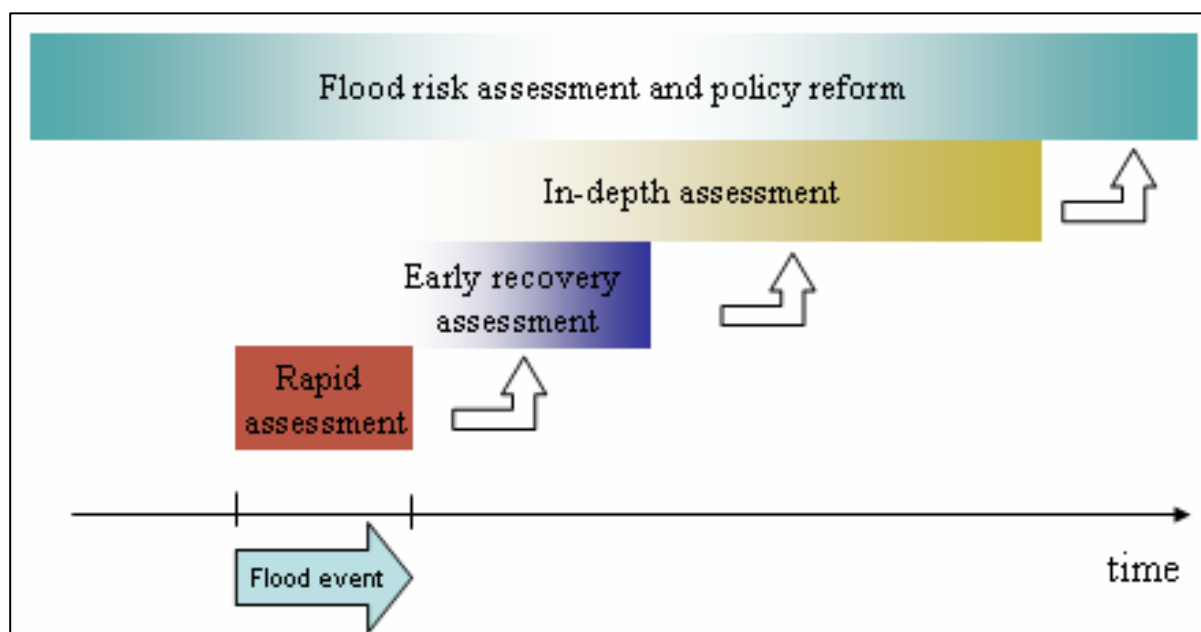 Flood risk assessment and policy reform
In-depth assessment
Early recovery
assessment
Rapid
assessment
Flood event
time